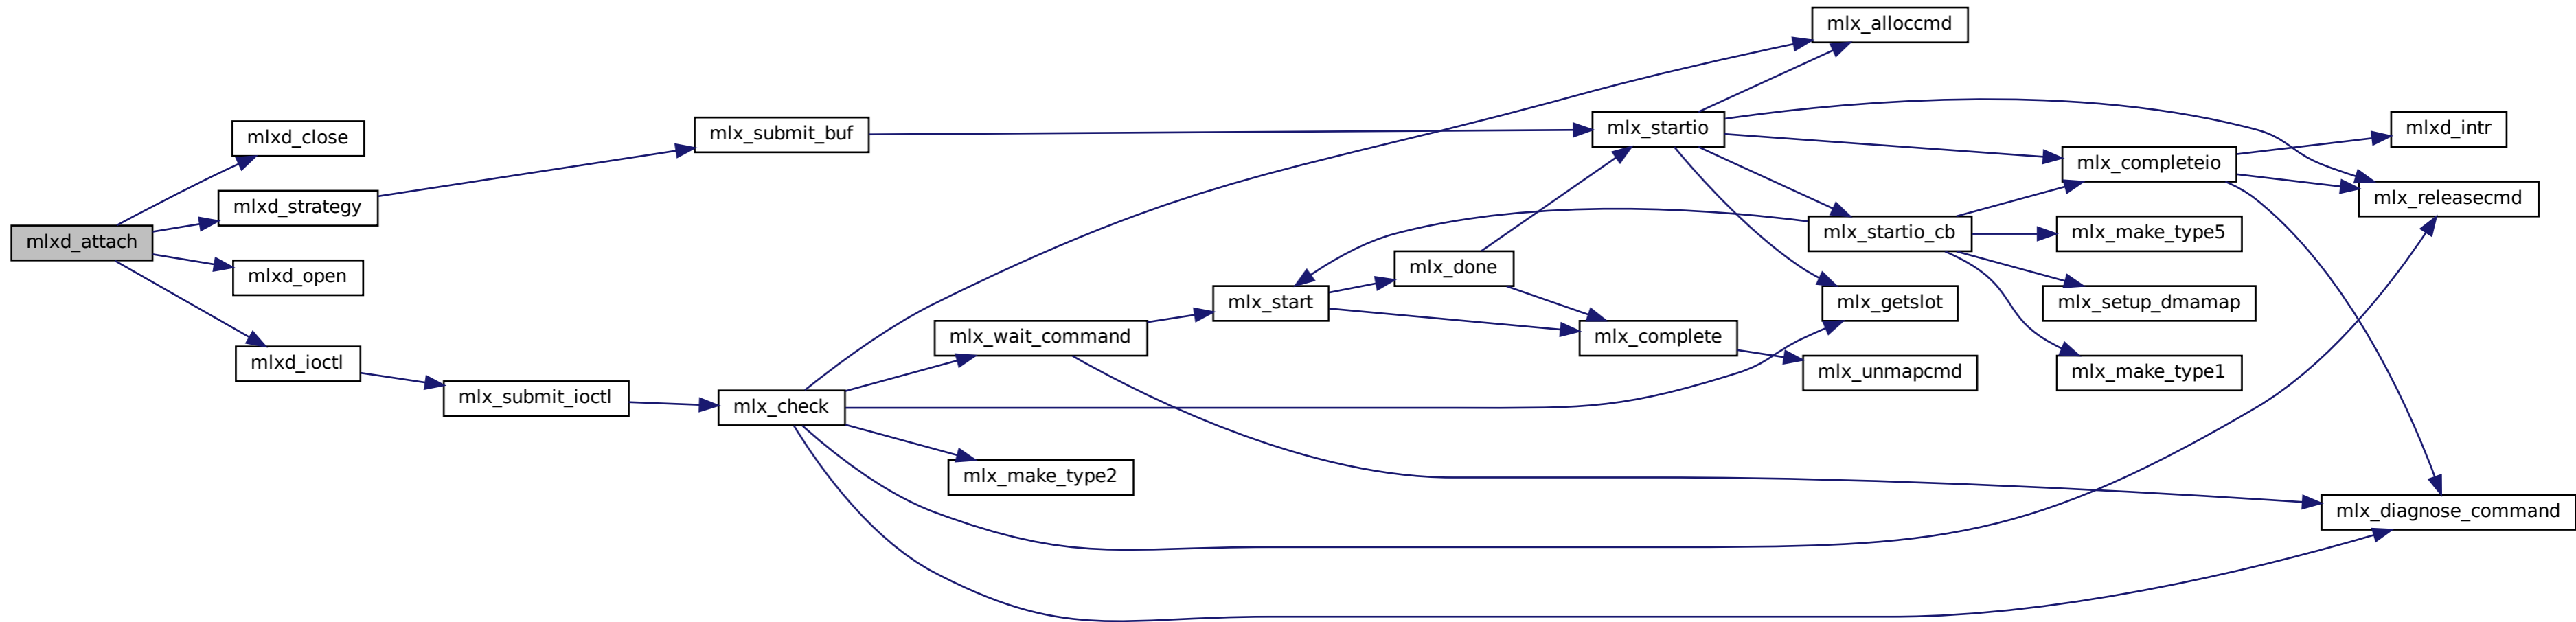 mlx_alloccmd
mlxd_close
mlx_submit_buf
mlx_startio
mlxd_intr
mlx_completeio
mlxd_strategy
mlx_releasecmd
mlxd_attach
mlx_startio_cb
mlx_make_type5
mlxd_open
mlx_done
mlx_start
mlx_getslot
mlx_setup_dmamap
mlx_wait_command
mlx_complete
mlxd_ioctl
mlx_unmapcmd
mlx_make_type1
mlx_submit_ioctl
mlx_check
mlx_make_type2
mlx_diagnose_command